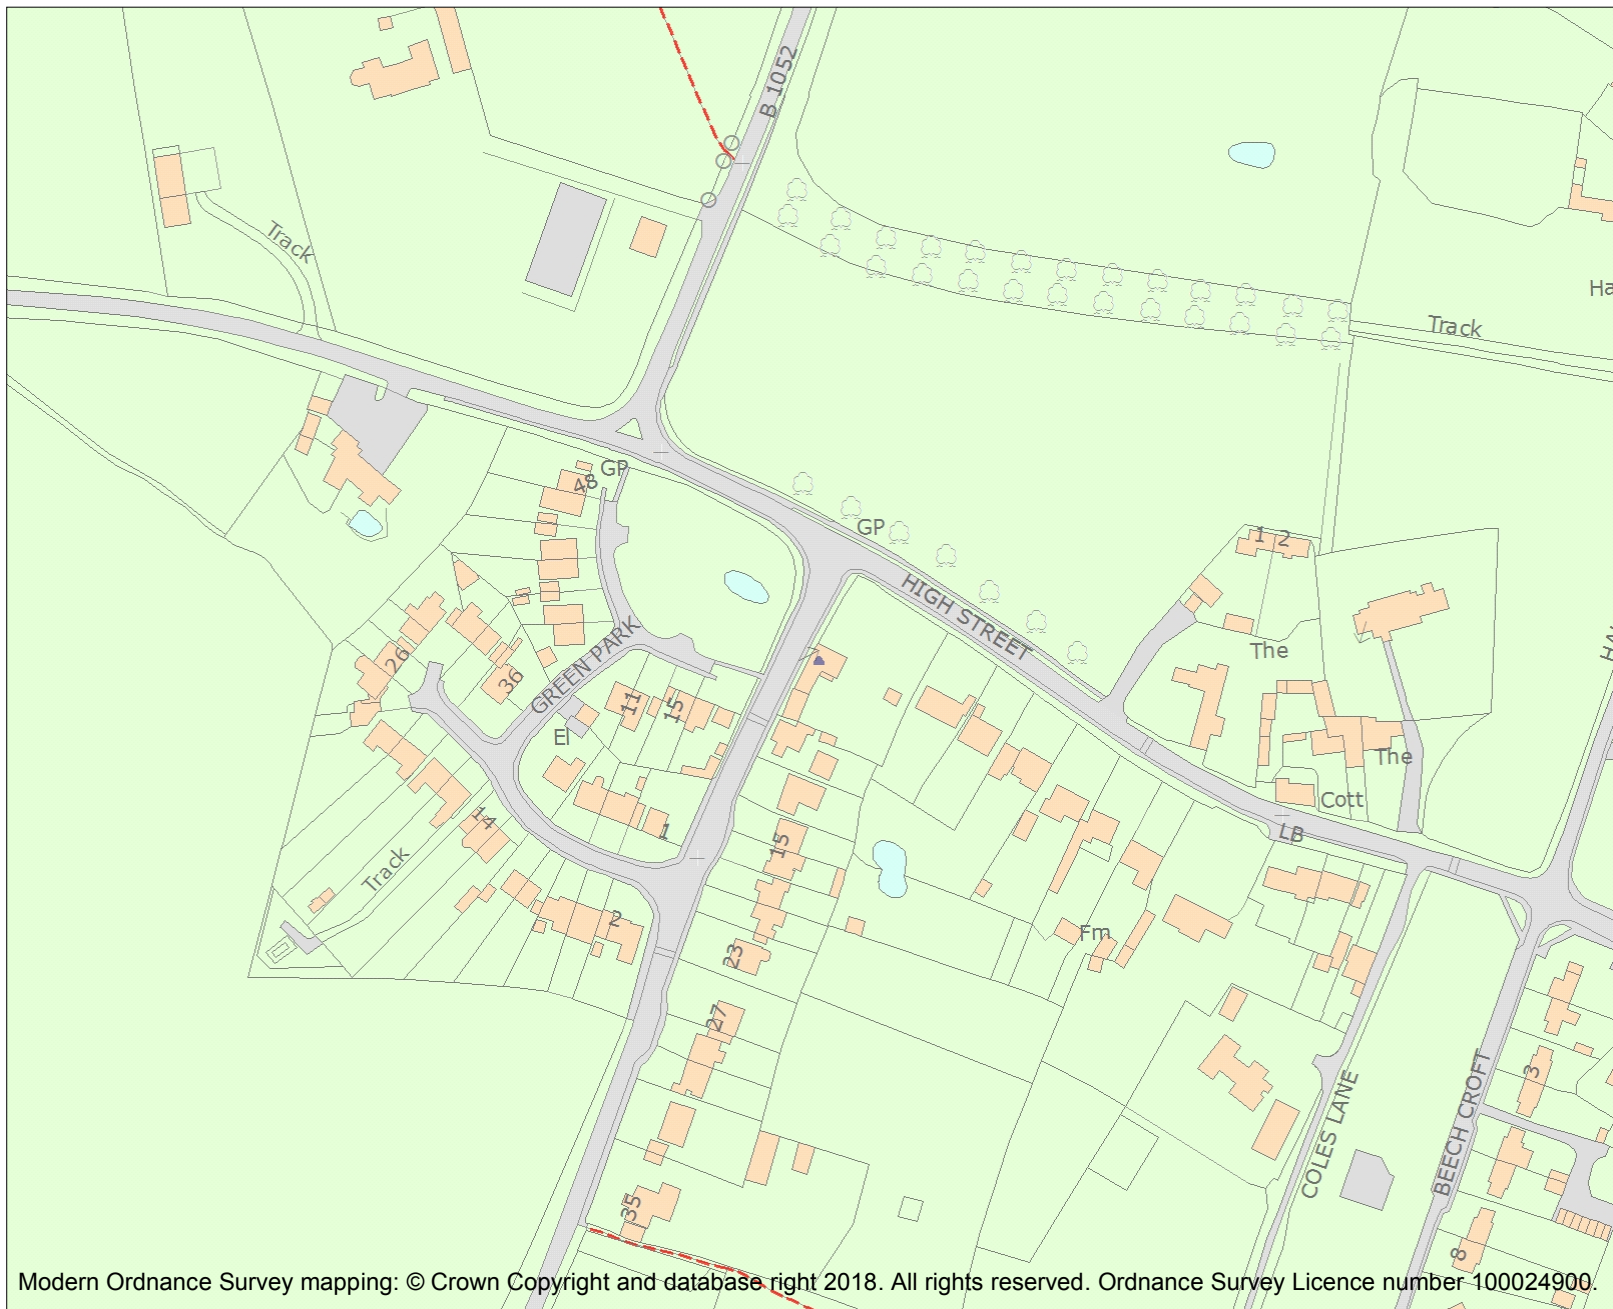 B 1052
Track
Ha
Track
GP
48
GP
1 2
HIGH STREET
The
GREEN PARK
26
36
11
15
El
The
Cott
1
14
LB
15
Track
2
Fm
23
27
3
COLES LANE
BEECH CROFT
35
8
Modern Ordnance Survey mapping: © Crown Copyright and database right 2018. All rights reserved. Ordnance Survey Licence number 100024900.